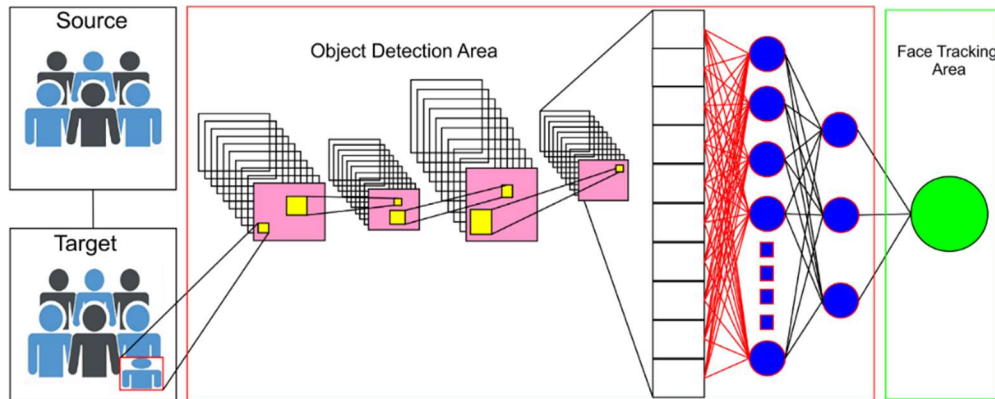 Source
Target
Object Detection Area
Face Tracking
Area